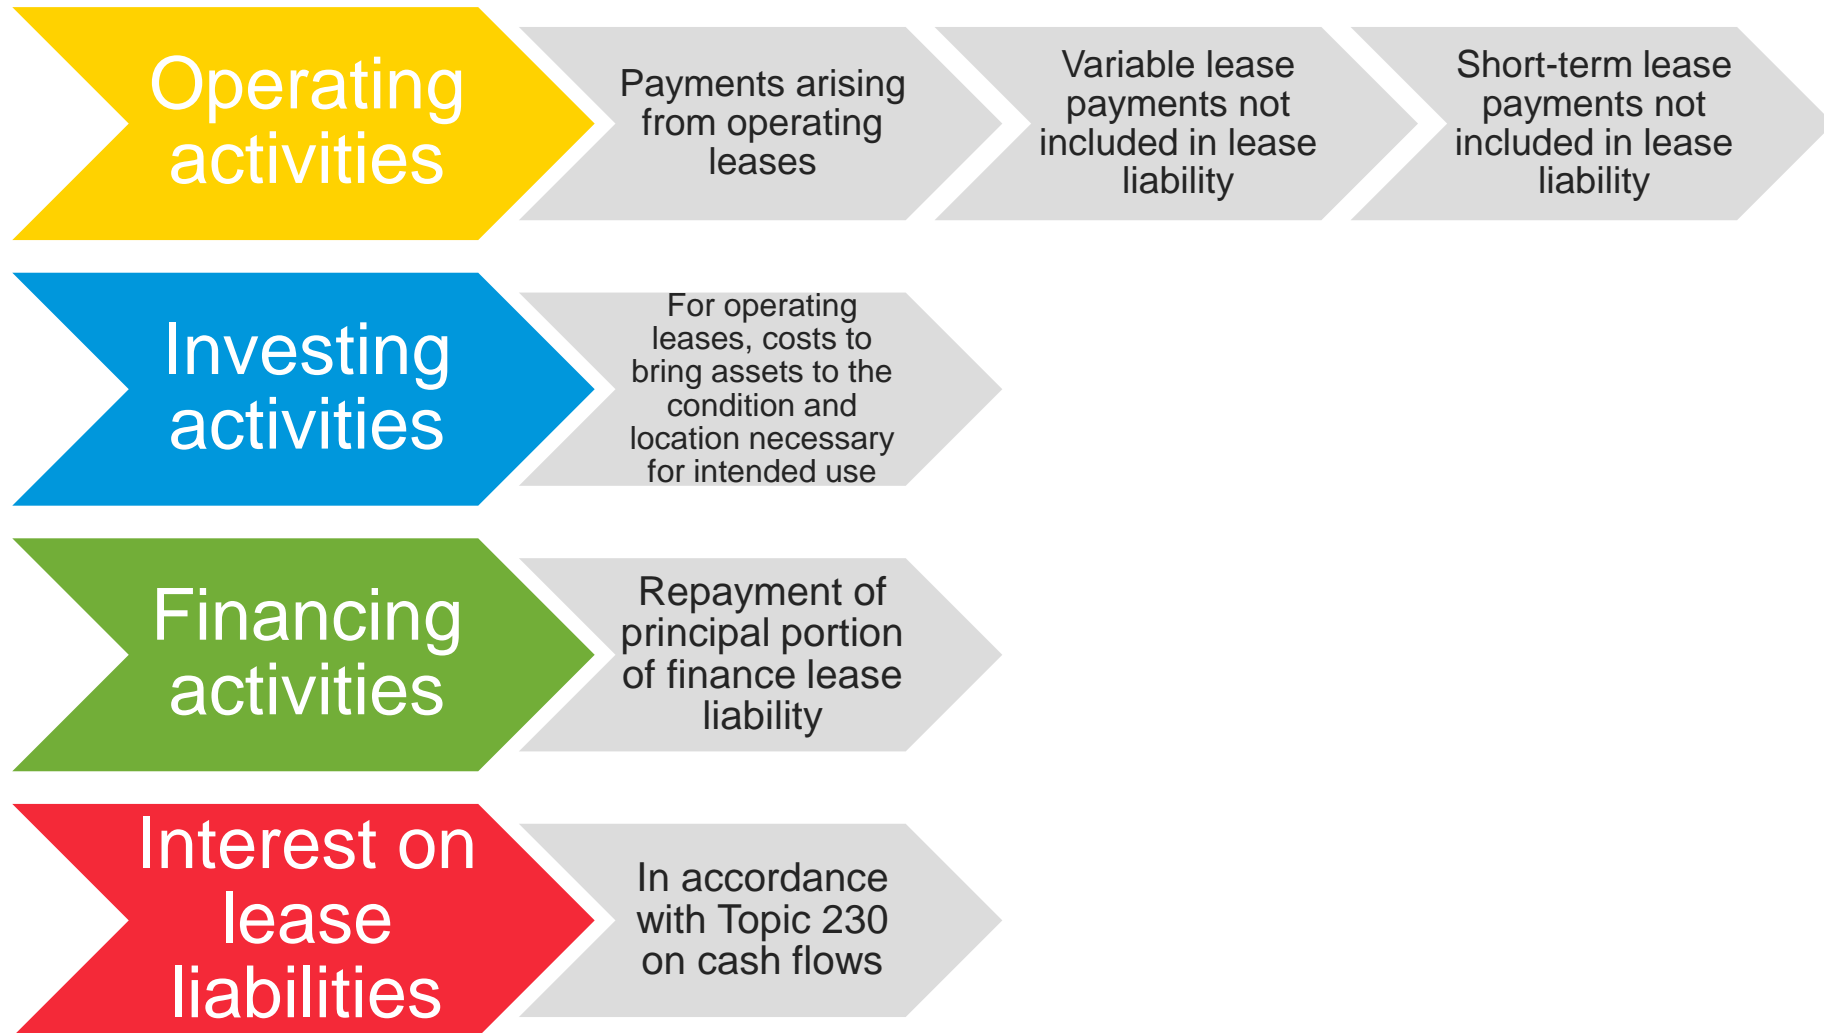 Operating
activities
Payments arising
from operating
leases
Variable lease
payments not
included in lease
liability
Short-term lease
payments not
included in lease
liability
Investing
activities
For operating
leases, costs to
bring assets to the
condition and
location necessary
for intended use
Financing
activities
Repayment of
principal portion
of finance lease
liability
Interest on
lease
liabilities
In accordance
with Topic 230
on cash flows